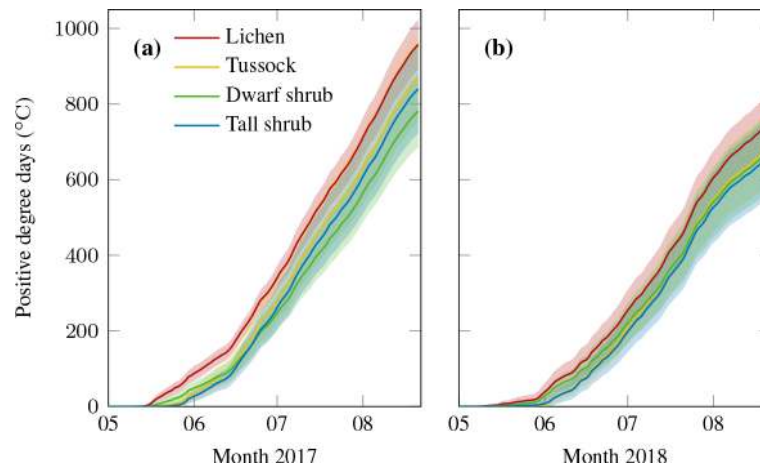 1000
800
600
400
200
0
Positive degree days (°C)
(a)
Lichen
Tussock
Dwarf shrub
Tall shrub
05 06 07 08
Month 2017
(b)
05 06 07 08
Month 2018